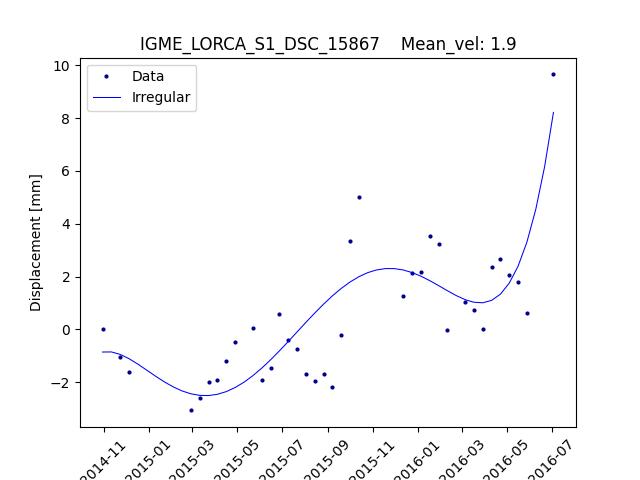 IGME_LORCA_S1_DSC_15867    Mean_vel: 1.9
Data
Irregular
Displacement [mm]
10
8
6
4
2
0
−2
2014-11 2015-01 2015-03 2015-05 2015-07 2015-09 2015-11 2016-01 2016-03 2016-05 2016-07